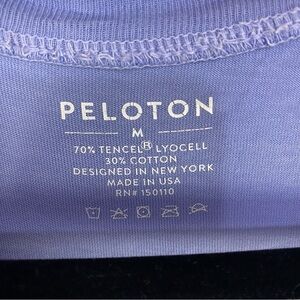 PELOTON
M
70% TENCEL® LYOCELL
30% COTTON
DESIGNED IN NEW YORK
MADE IN USA
RN# 150110